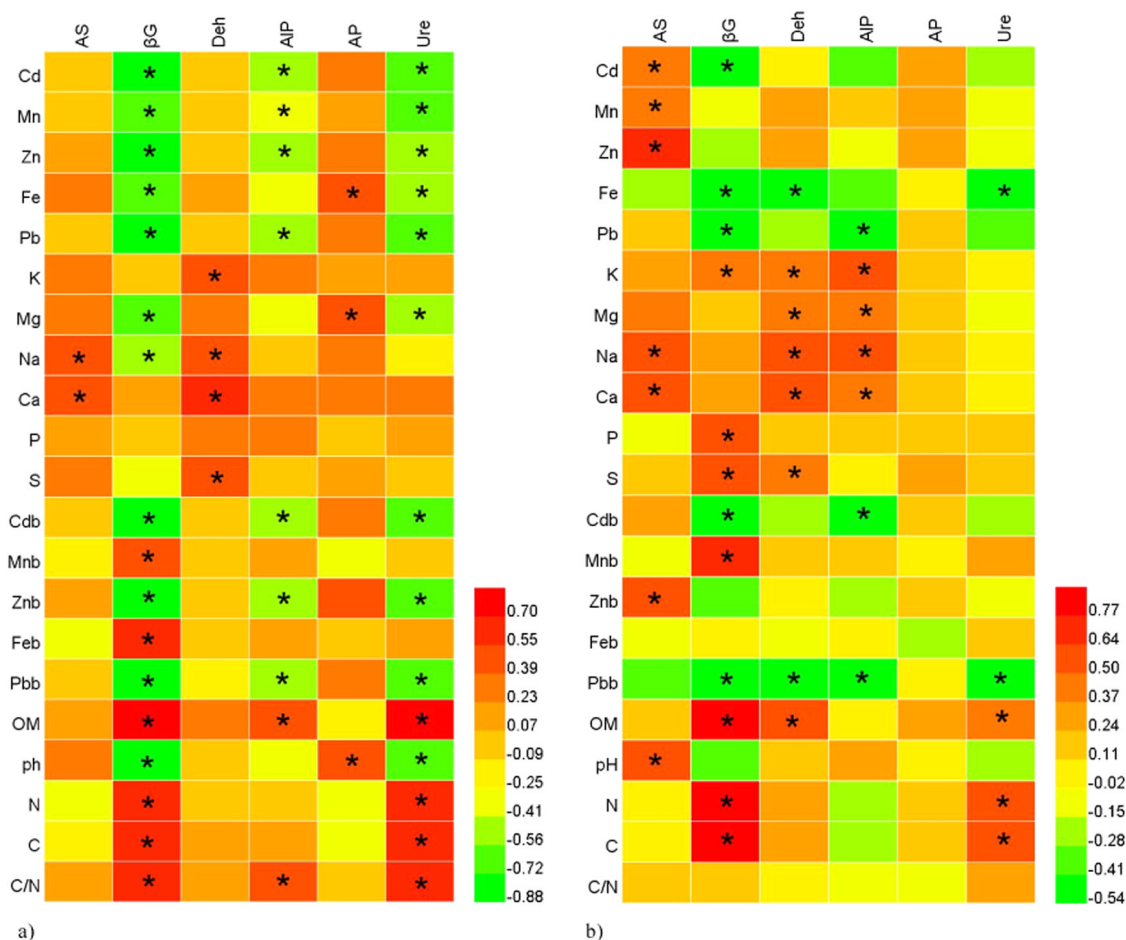 AS βG Deh AlP AP Ure
Cd * * *
Mn * * *
Zn * * *
Fe * * *
Pb * * *
K *
Mg * * *
Na * * *
Ca * *
P
S *
Cdb * * *
Mnb *
Znb * * *
Feb *
Pbb * * *
OM * * *
ph * * *
N * *
C * *
C/N * * *
0.70
0.55
0.39
0.23
0.07
-0.09
-0.25
-0.41
-0.56
-0.72
-0.88
a)
AS βG Deh AlP AP Ure
Cd * *
Mn *
Zn *
Fe * * *
Pb * *
K * * *
Mg * *
Na * * *
Ca * * *
P *
S * *
Cdb * *
Mnb *
Znb *
Feb
Pbb * * * *
OM * * *
pH *
N * *
C * *
C/N
0.77
0.64
0.50
0.37
0.24
0.11
-0.02
-0.15
-0.28
-0.41
-0.54
b)